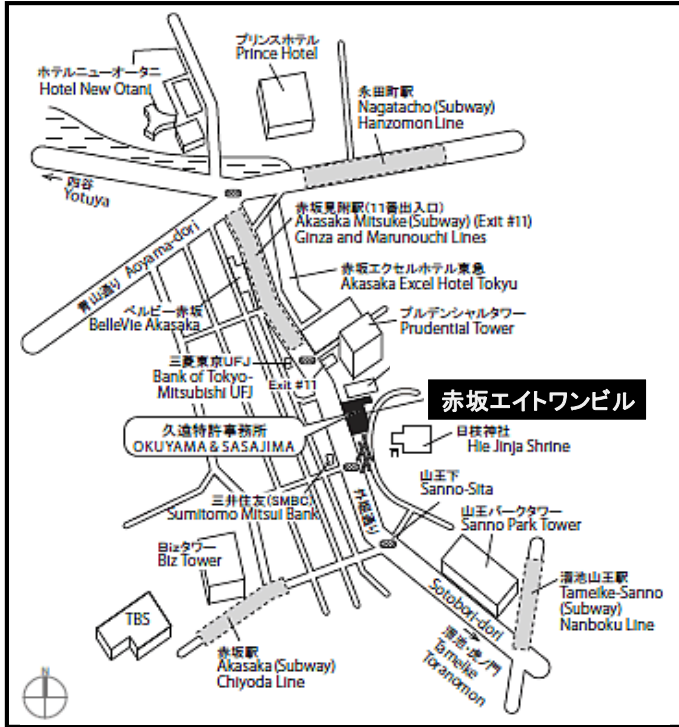 プリンスホテル
Prince Hotel
ホテルニューオータニ
Hotel New Otani
永田町駅
Nagatacho (Subway)
Hanzomon Line
四谷
Yotuya
赤坂見附駅(11番出入口)
Akasaka Mitsuke (Subway) (Exit #11)
Ginza and Marunouchi Lines
青山通り Aoyama-dori
赤坂エクセルホテル東急
Akasaka Excel Hotel Tokyu
ベルビー赤坂
BelleVie Akasaka
プルデンシャルタワー
Prudential Tower
三菱東京UFJ
Bank of Tokyo-
Mitsubishi UFJ
Exit #11
赤坂エイトワンビル
久遠特許事務所
OKUYAMA & SASAJIMA
日枝神社
Hie Jinja Shrine
三井住友(SMBC)
Sumitomo Mitsui Bank
外堀通り
山王下
Sanno-Sita
山王パークタワー
Sanno Park Tower
Bizタワー
Biz Tower
溜池山王駅
Tameike-Sanno
(Subway)
Nanboku Line
Sotobori-dori
TBS
溜池・虎ノ門
Tameike
Toranomon
赤坂駅
Akasaka (Subway)
Chiyoda Line
N